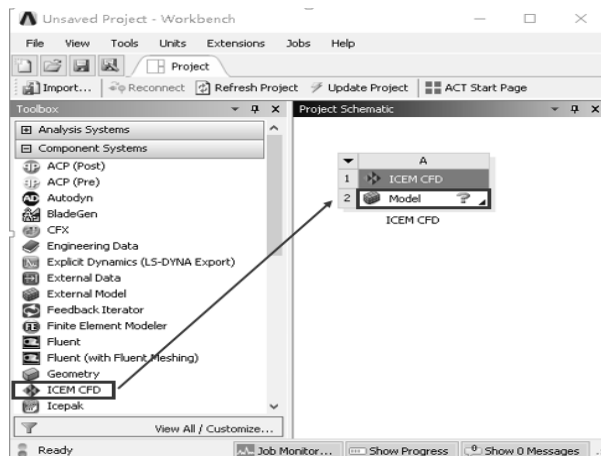 Unsaved Project - Workbench
File View Tools Units Extensions Jobs Help
Project
Import... Reconnect Refresh Project Update Project ACT Start Page
Toolbox
Project Schematic
Analysis Systems
Component Systems
ACP (Post)
ACP (Pre)
Autodyn
BladeGen
CFX
Engineering Data
Explicit Dynamics (LS-DYNA Export)
External Data
External Model
Feedback Iterator
Finite Element Modeler
Fluent
Fluent (with Fluent Meshing)
Geometry
ICEM CFD
Icepak
View All / Customize...
A
1 ICEM CFD
2 Model ?
ICEM CFD
Ready
Job Monitor... Show Progress Show 0 Messages